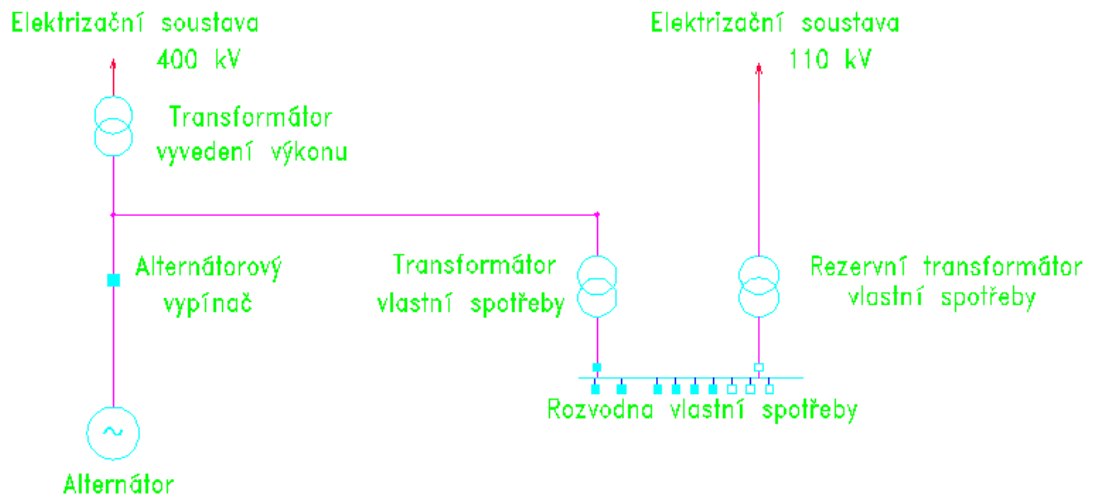 Elektrizační soustava
400 kV
Elektrizační soustava
110 kV
Transformátor
vyvedení výkonu
Alternátorový
vypínač
Transformátor
vlastní spotřeby
Rezervní transformátor
vlastní spotřeby
Rozvodna vlastní spotřeby
Alternátor